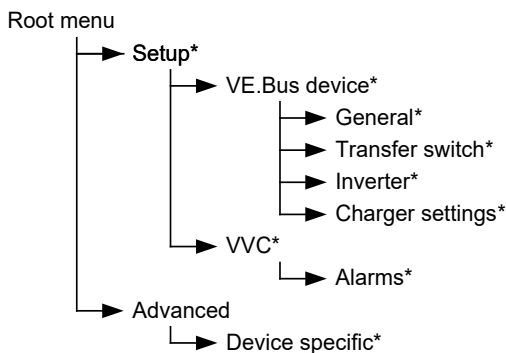 Root menu
Setup*
VE.Bus device*
General*
Transfer switch*
Inverter*
Charger settings*
VVC*
Alarms*
Advanced
Device specific*